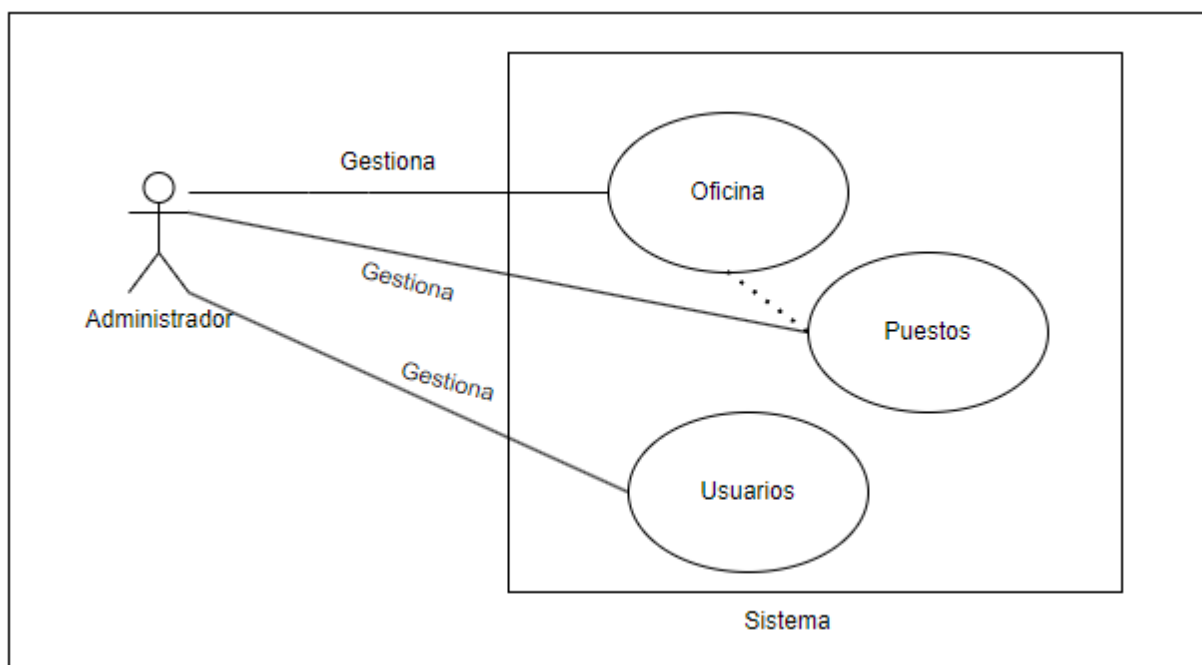 Gestiona
Oficina
Gestiona
Administrador
Puestos
Gestiona
Usuarios
Sistema